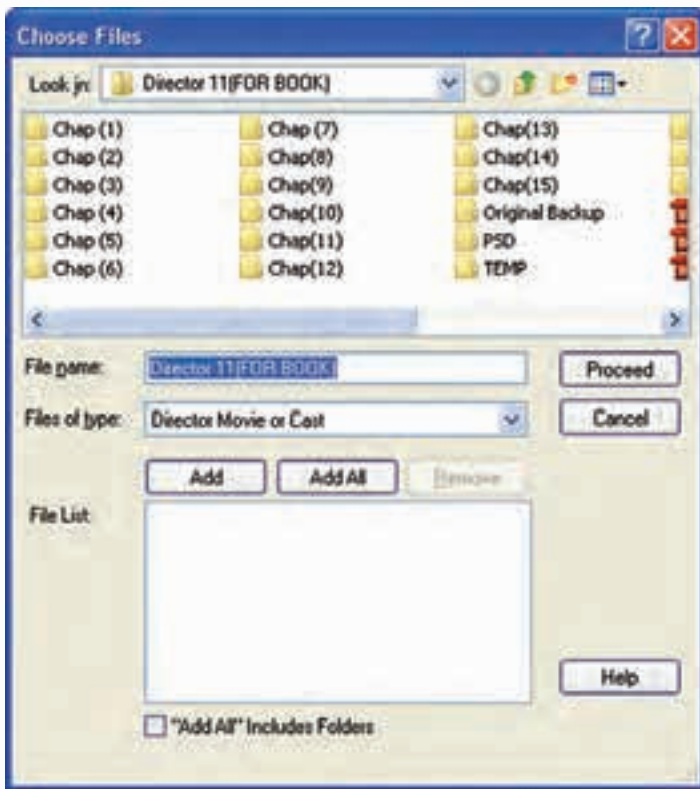 Choose Files
Look in: Director 11(FOR BOOK)
Chap (1) Chap (7) Chap(13)
Chap (2) Chap(8) Chap(14)
Chap (3) Chap(9) Chap(15)
Chap (4) Chap(10) Original Backup
Chap (5) Chap(11) PSD
Chap (6) Chap(12) TEMP
File name: Director 11(FOR BOOK) Proceed
Files of type: Director Movie or Cast Cancel
Add Add All Remove
File List
Help
"Add All" Includes Folders